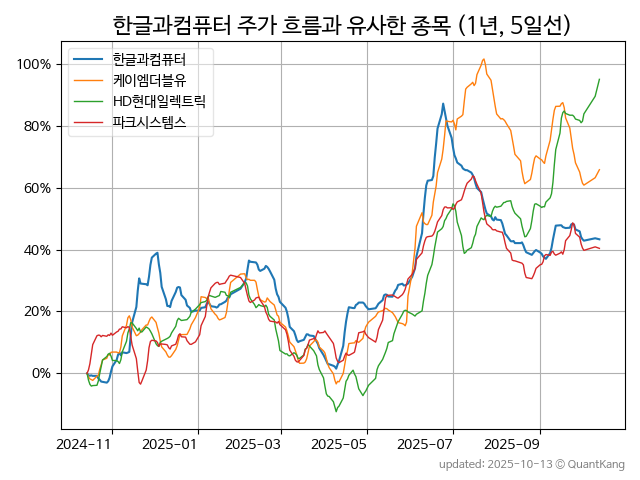 한글과컴퓨터 주가 흐름과 유사한 종목 (1년, 5일선)
한글과컴퓨터
케이엠더블유
HD현대일렉트릭
파크시스템스
100%
80%
60%
40%
20%
0%
2024-11 2025-01 2025-03 2025-05 2025-07 2025-09
updated: 2025-10-13 © QuantKang